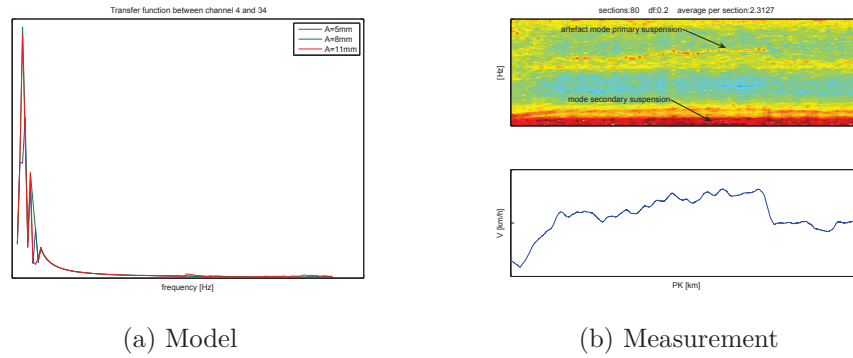 Transfer function between channel 4 and 34
A=5mm
A=8mm
A=11mm
frequency [Hz]
(a) Model
sections:80 df:0.2 average per section:2.3127
artefact mode primary suspension
[Hz]
mode secondary suspension
V [km/h]
PK [km]
(b) Measurement